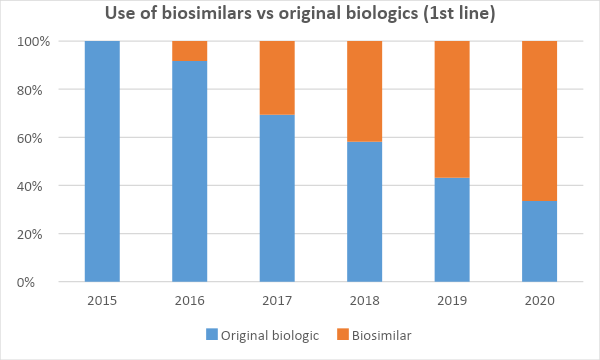 Use of biosimilars vs original biologics (1st line)
100%
80%
60%
40%
20%
0%
2015 2016 2017 2018 2019 2020
Original biologic Biosimilar